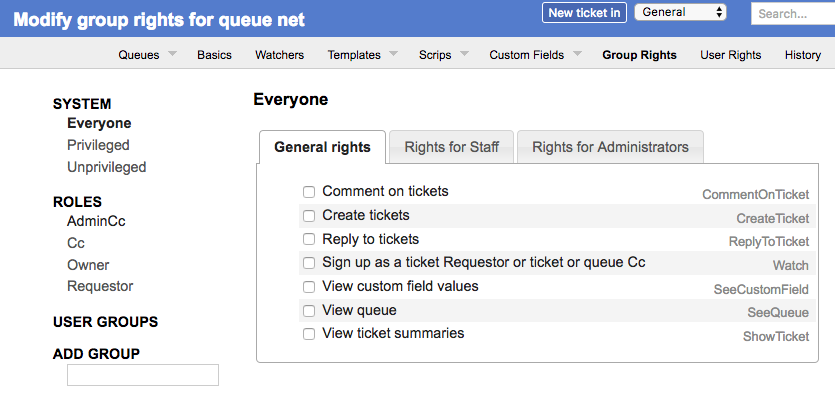 Modify group rights for queue net
New ticket in General Search...
Queues Basics Watchers Templates Scrips Custom Fields Group Rights User Rights History
SYSTEM
Everyone
Privileged
Unprivileged
ROLES
AdminCc
Cc
Owner
Requestor
USER GROUPS
ADD GROUP
Everyone
General rights Rights for Staff Rights for Administrators
Comment on tickets CommentOnTicket
Create tickets CreateTicket
Reply to tickets ReplyToTicket
Sign up as a ticket Requestor or ticket or queue Cc Watch
View custom field values SeeCustomField
View queue SeeQueue
View ticket summaries ShowTicket